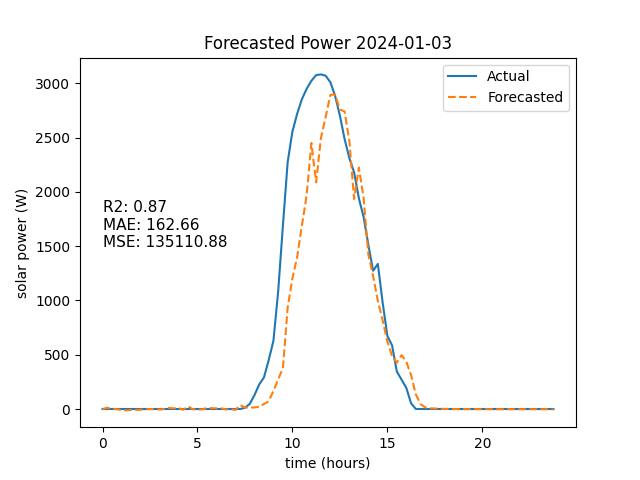 Forecasted Power 2024-01-03
Actual
Forecasted
R2: 0.87
MAE: 162.66
MSE: 135110.88
solar power (W)
3000
2500
2000
1500
1000
500
0
0 5 10 15 20
time (hours)